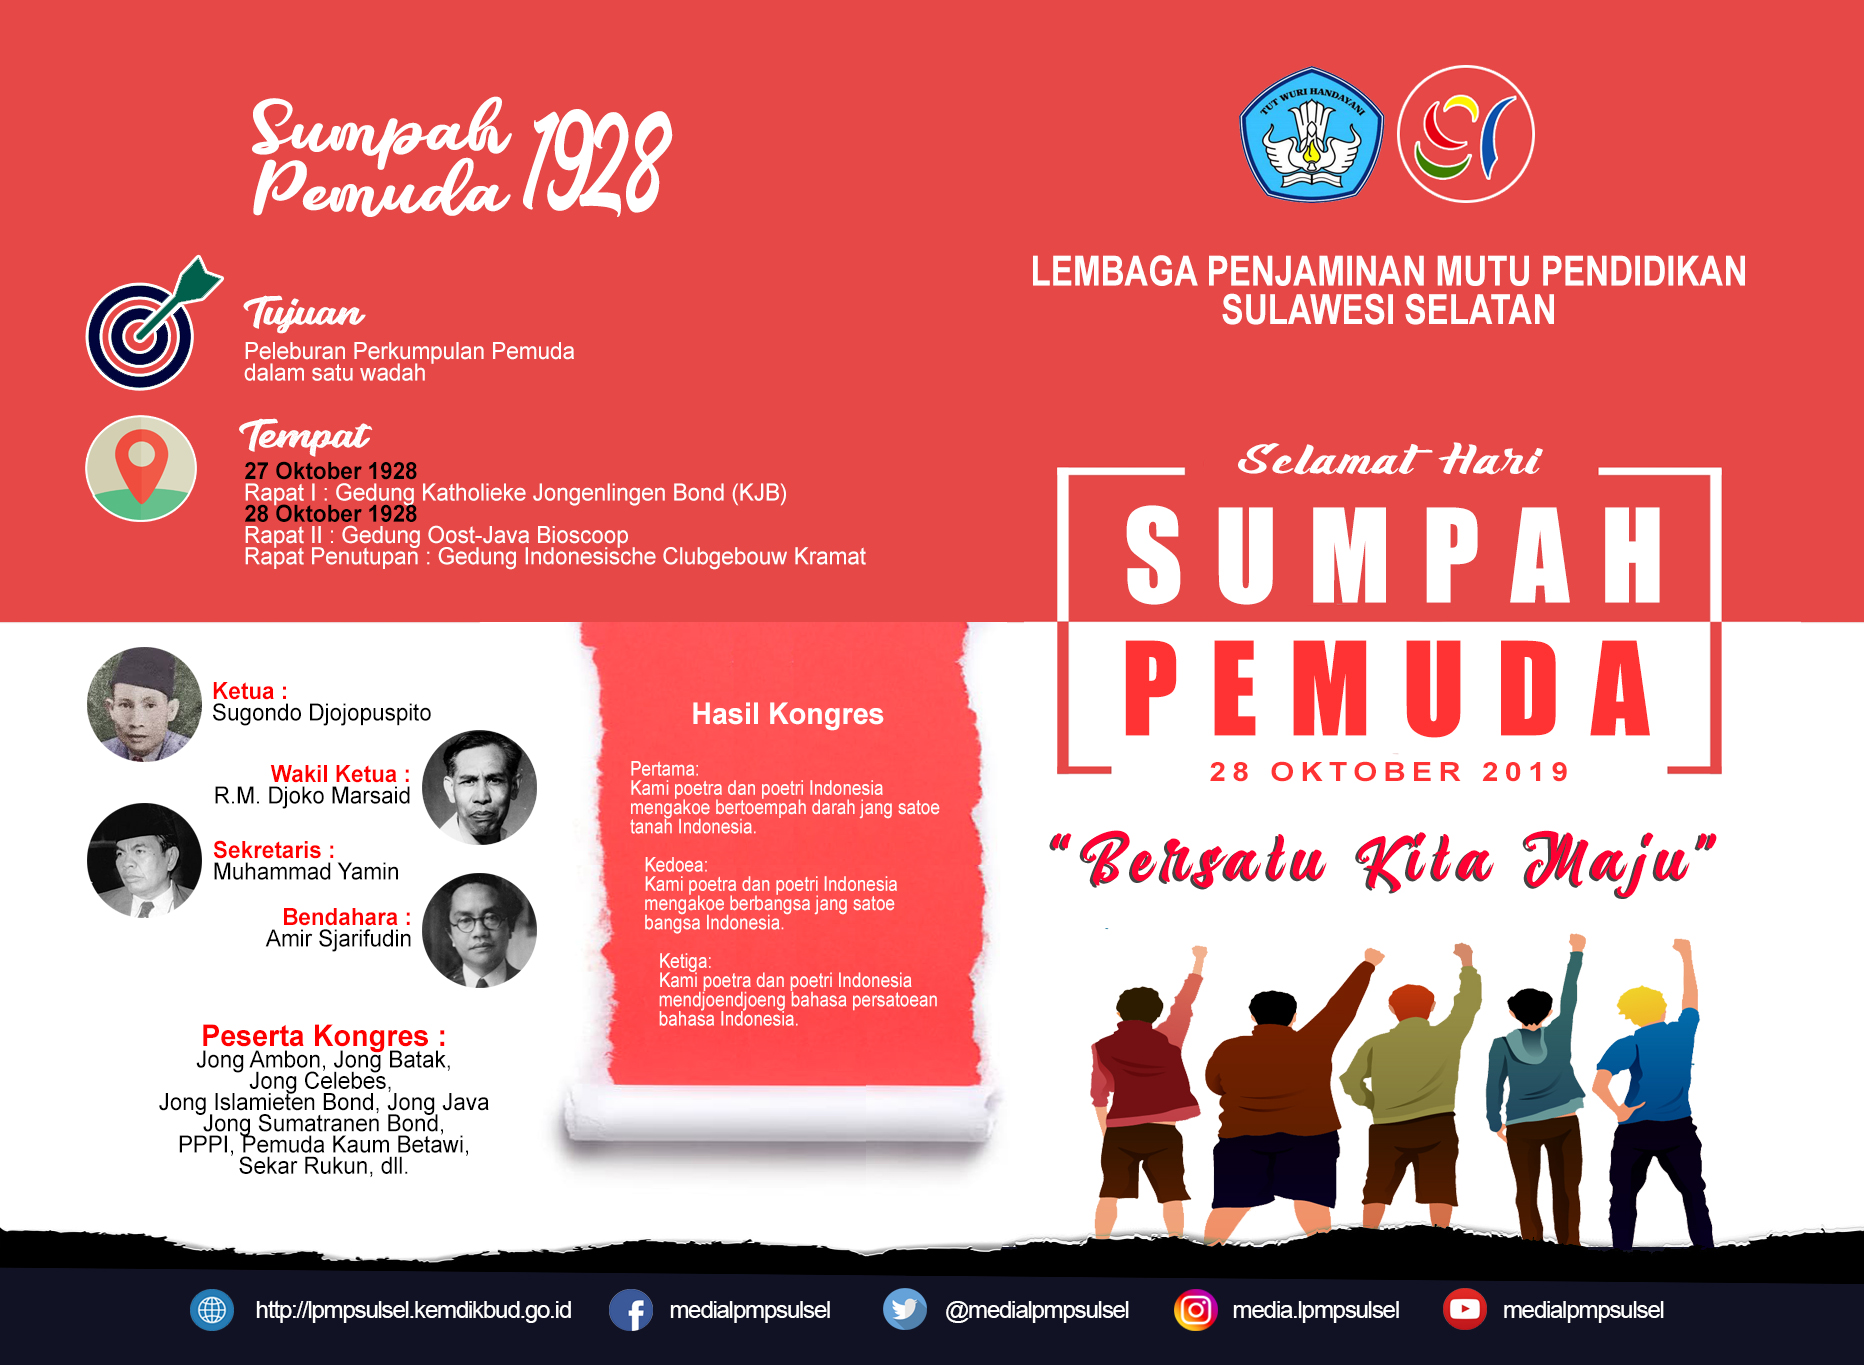 Sumpah
Pemuda 1928
Tujuan
Peleburan Perkumpulan Pemuda
dalam satu wadah
Tempat
27 Oktober 1928
Rapat I : Gedung Katholieke Jongenlingen Bond (KJB)
28 Oktober 1928
Rapat II : Gedung Oost-Java Bioscoop
Rapat Penutupan : Gedung Indonesische Clubgebouw Kramat
Ketua :
Sugondo Djojopuspito
Wakil Ketua :
R.M. Djoko Marsaid
Sekretaris :
Muhammad Yamin
Bendahara :
Amir Sjarifudin
Peserta Kongres :
Jong Ambon, Jong Batak,
Jong Celebes,
Jong Islamieten Bond, Jong Java
Jong Sumatranen Bond,
PPPI, Pemuda Kaum Betawi,
Sekar Rukun, dll.
Hasil Kongres
Pertama:
Kami poetra dan poetri Indonesia
mengakoe bertoempah darah jang satoe
tanah Indonesia.
Kedoea:
Kami poetra dan poetri Indonesia
mengakoe berbangsa jang satoe
bangsa Indonesia.
Ketiga:
Kami poetra dan poetri Indonesia
mendjoendjoeng bahasa persatoean
bahasa Indonesia.
TUT WURI HANDAYANI
LEMBAGA PENJAMINAN MUTU PENDIDIKAN
SULAWESI SELATAN
Selamat Hari
SUMPAH
PEMUDA
28 OKTOBER 2019
“Bersatu Kita Maju”
http://lpmpsulsel.kemdikbud.go.id
medialpmpsulsel
@medialpmpsulsel
media.lpmpsulsel
medialpmpsulsel